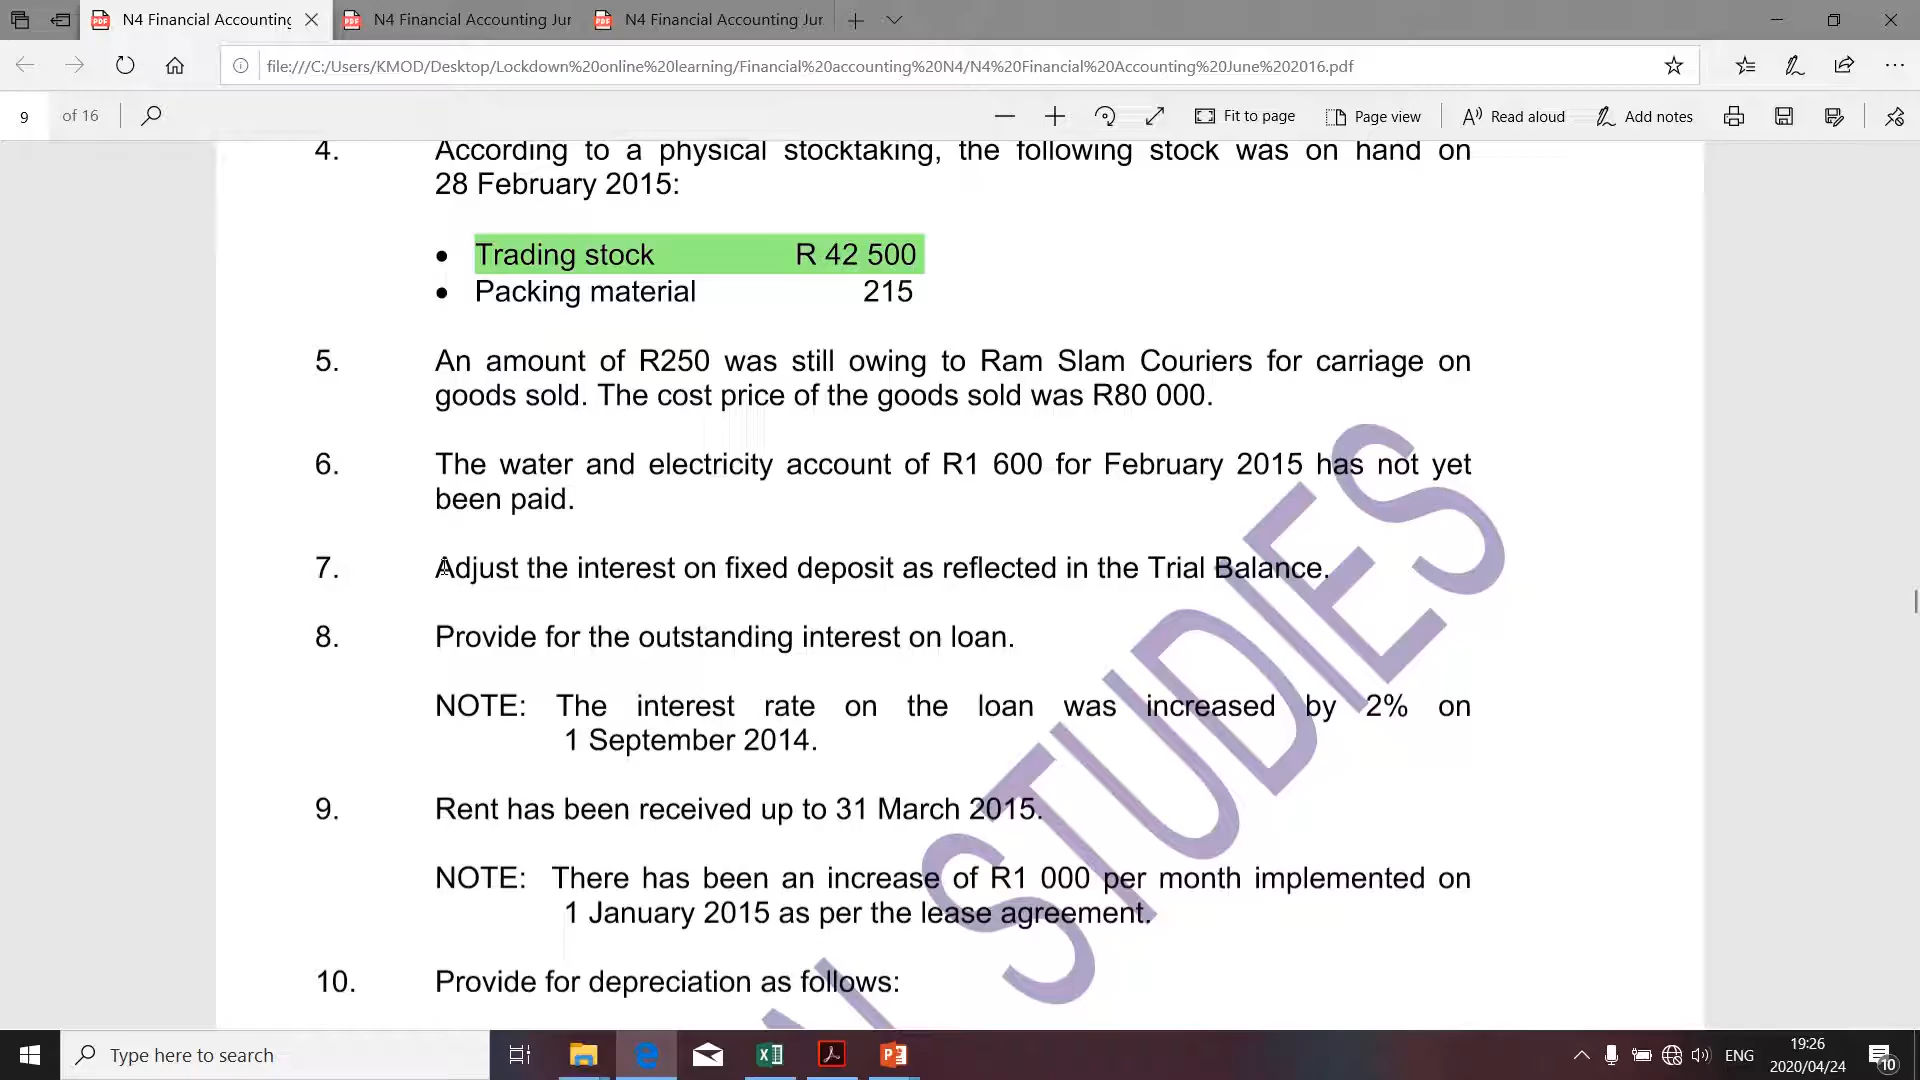 N4 Financial Accounting
N4 Financial Accounting Jur
N4 Financial Accounting Jur
file:///C:/Users/KMOD/Desktop/Lockdown%20online%20learning/Financial%20accounting%20N4/N4%20Financial%20Accounting%20June%202016.pdf
9 of 16
Fit to page
Page view
Read aloud
Add notes
4. According to a physical stocktaking, the following stock was on hand on
28 February 2015:
• Trading stock R 42 500
• Packing material 215
5. An amount of R250 was still owing to Ram Slam Couriers for carriage on
goods sold. The cost price of the goods sold was R80 000.
6. The water and electricity account of R1 600 for February 2015 has not yet
been paid.
7. Adjust the interest on fixed deposit as reflected in the Trial Balance.
8. Provide for the outstanding interest on loan.
NOTE: The interest rate on the loan was increased by 2% on
1 September 2014.
9. Rent has been received up to 31 March 2015.
NOTE: There has been an increase of R1 000 per month implemented on
1 January 2015 as per the lease agreement.
10. Provide for depreciation as follows:
STUDIES
Type here to search
ENG
19:26
2020/04/24
10